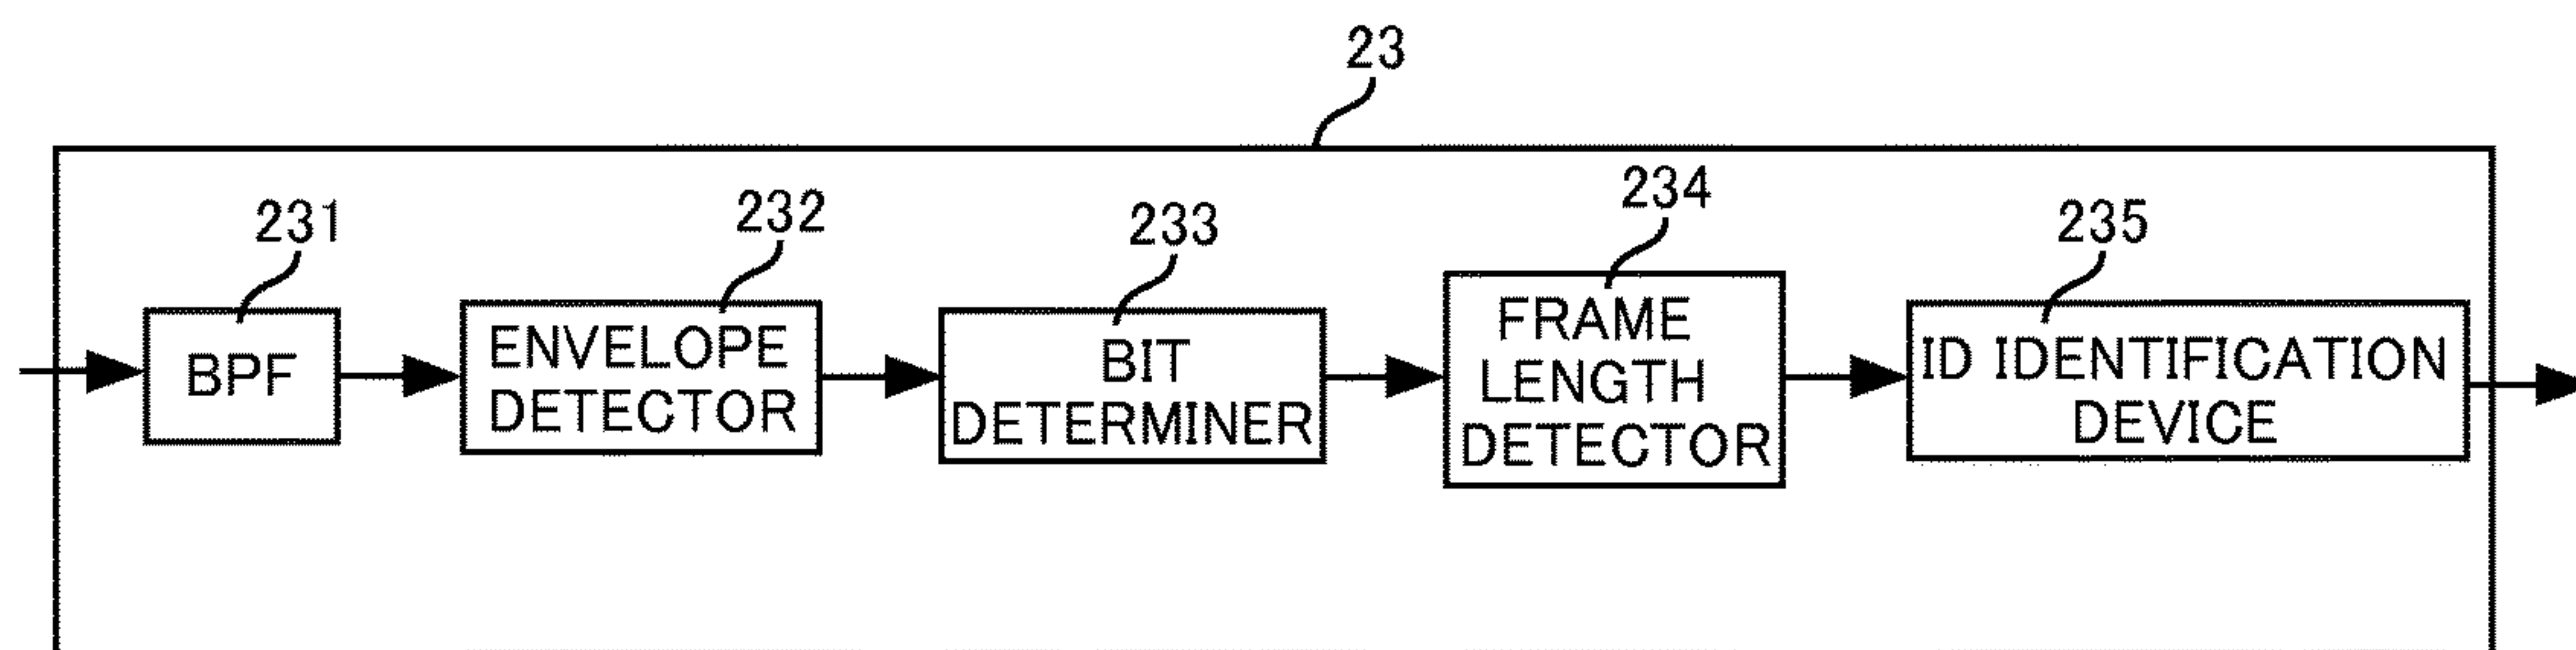 23
231
232
233
234
235
BPF
ENVELOPE
DETECTOR
BIT
DETERMINER
FRAME
LENGTH
DETECTOR
ID IDENTIFICATION
DEVICE